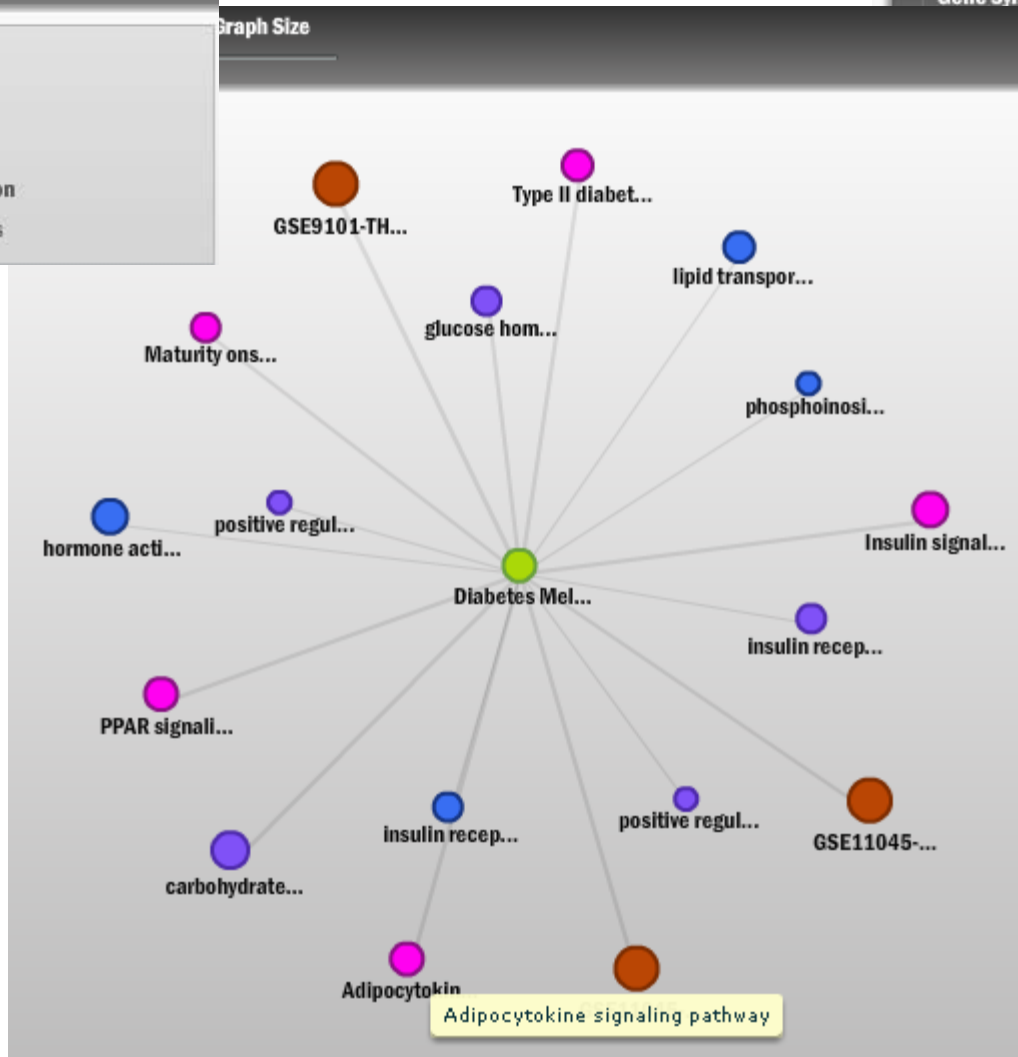 Graph Size
on
Type II diabet...
GSE9101-TH...
lipid transpor...
glucose hom...
Maturity ons...
phosphoinosi...
positive regul...
hormone acti...
Insulin signal...
Diabetes Mel...
insulin recep...
PPAR signali...
positive regul...
insulin recep...
GSE11045-...
carbohydrate...
Adipocytokin...
Adipocytokine signaling pathway